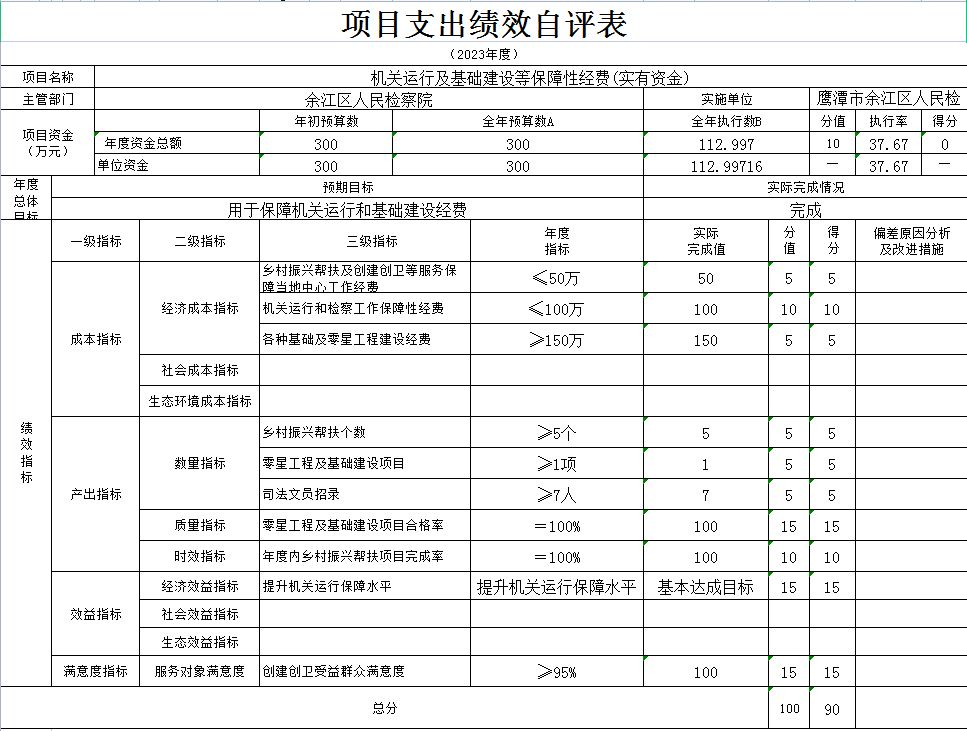 项目支出绩效自评表
（2023年度）
项目名称 机关运行及基础建设等保障性经费(实有资金)
主管部门 余江区人民检察院 实施单位 鹰潭市余江区人民检
项目资金
（万元） 年初预算数 全年预算数A 全年执行数B 分值 执行率 得分
年度资金总额 300 300 112.997 10 37.67 0
单位资金 300 300 112.99716 — 37.67 —
年度
总体
目标 预期目标 实际完成情况
用于保障机关运行和基础建设经费 完成
绩
效
指
标
一级指标 二级指标 三级指标 年度
指标 实际
完成值 分
值 得
分 偏差原因分析
及改进措施
成本指标 经济成本指标 乡村振兴帮扶及创建创卫等服务保
障当地中心工作经费 ≤50万 50 5 5
机关运行和检察工作保障性经费 ≤100万 100 10 10
各种基础及零星工程建设经费 ≥150万 150 5 5
社会成本指标
生态环境成本指标
产出指标 数量指标 乡村振兴帮扶个数 ≥5个 5 5 5
零星工程及基础建设项目 ≥1项 1 5 5
司法文员招录 ≥7人 7 5 5
质量指标 零星工程及基础建设项目合格率 =100% 100 15 15
时效指标 年度内乡村振兴帮扶项目完成率 =100% 100 10 10
效益指标 经济效益指标 提升机关运行保障水平 提升机关运行保障水平 基本达成目标 15 15
社会效益指标
生态效益指标
满意度指标 服务对象满意度 创建创卫受益群众满意度 ≥95% 100 15 15
总分 100 90